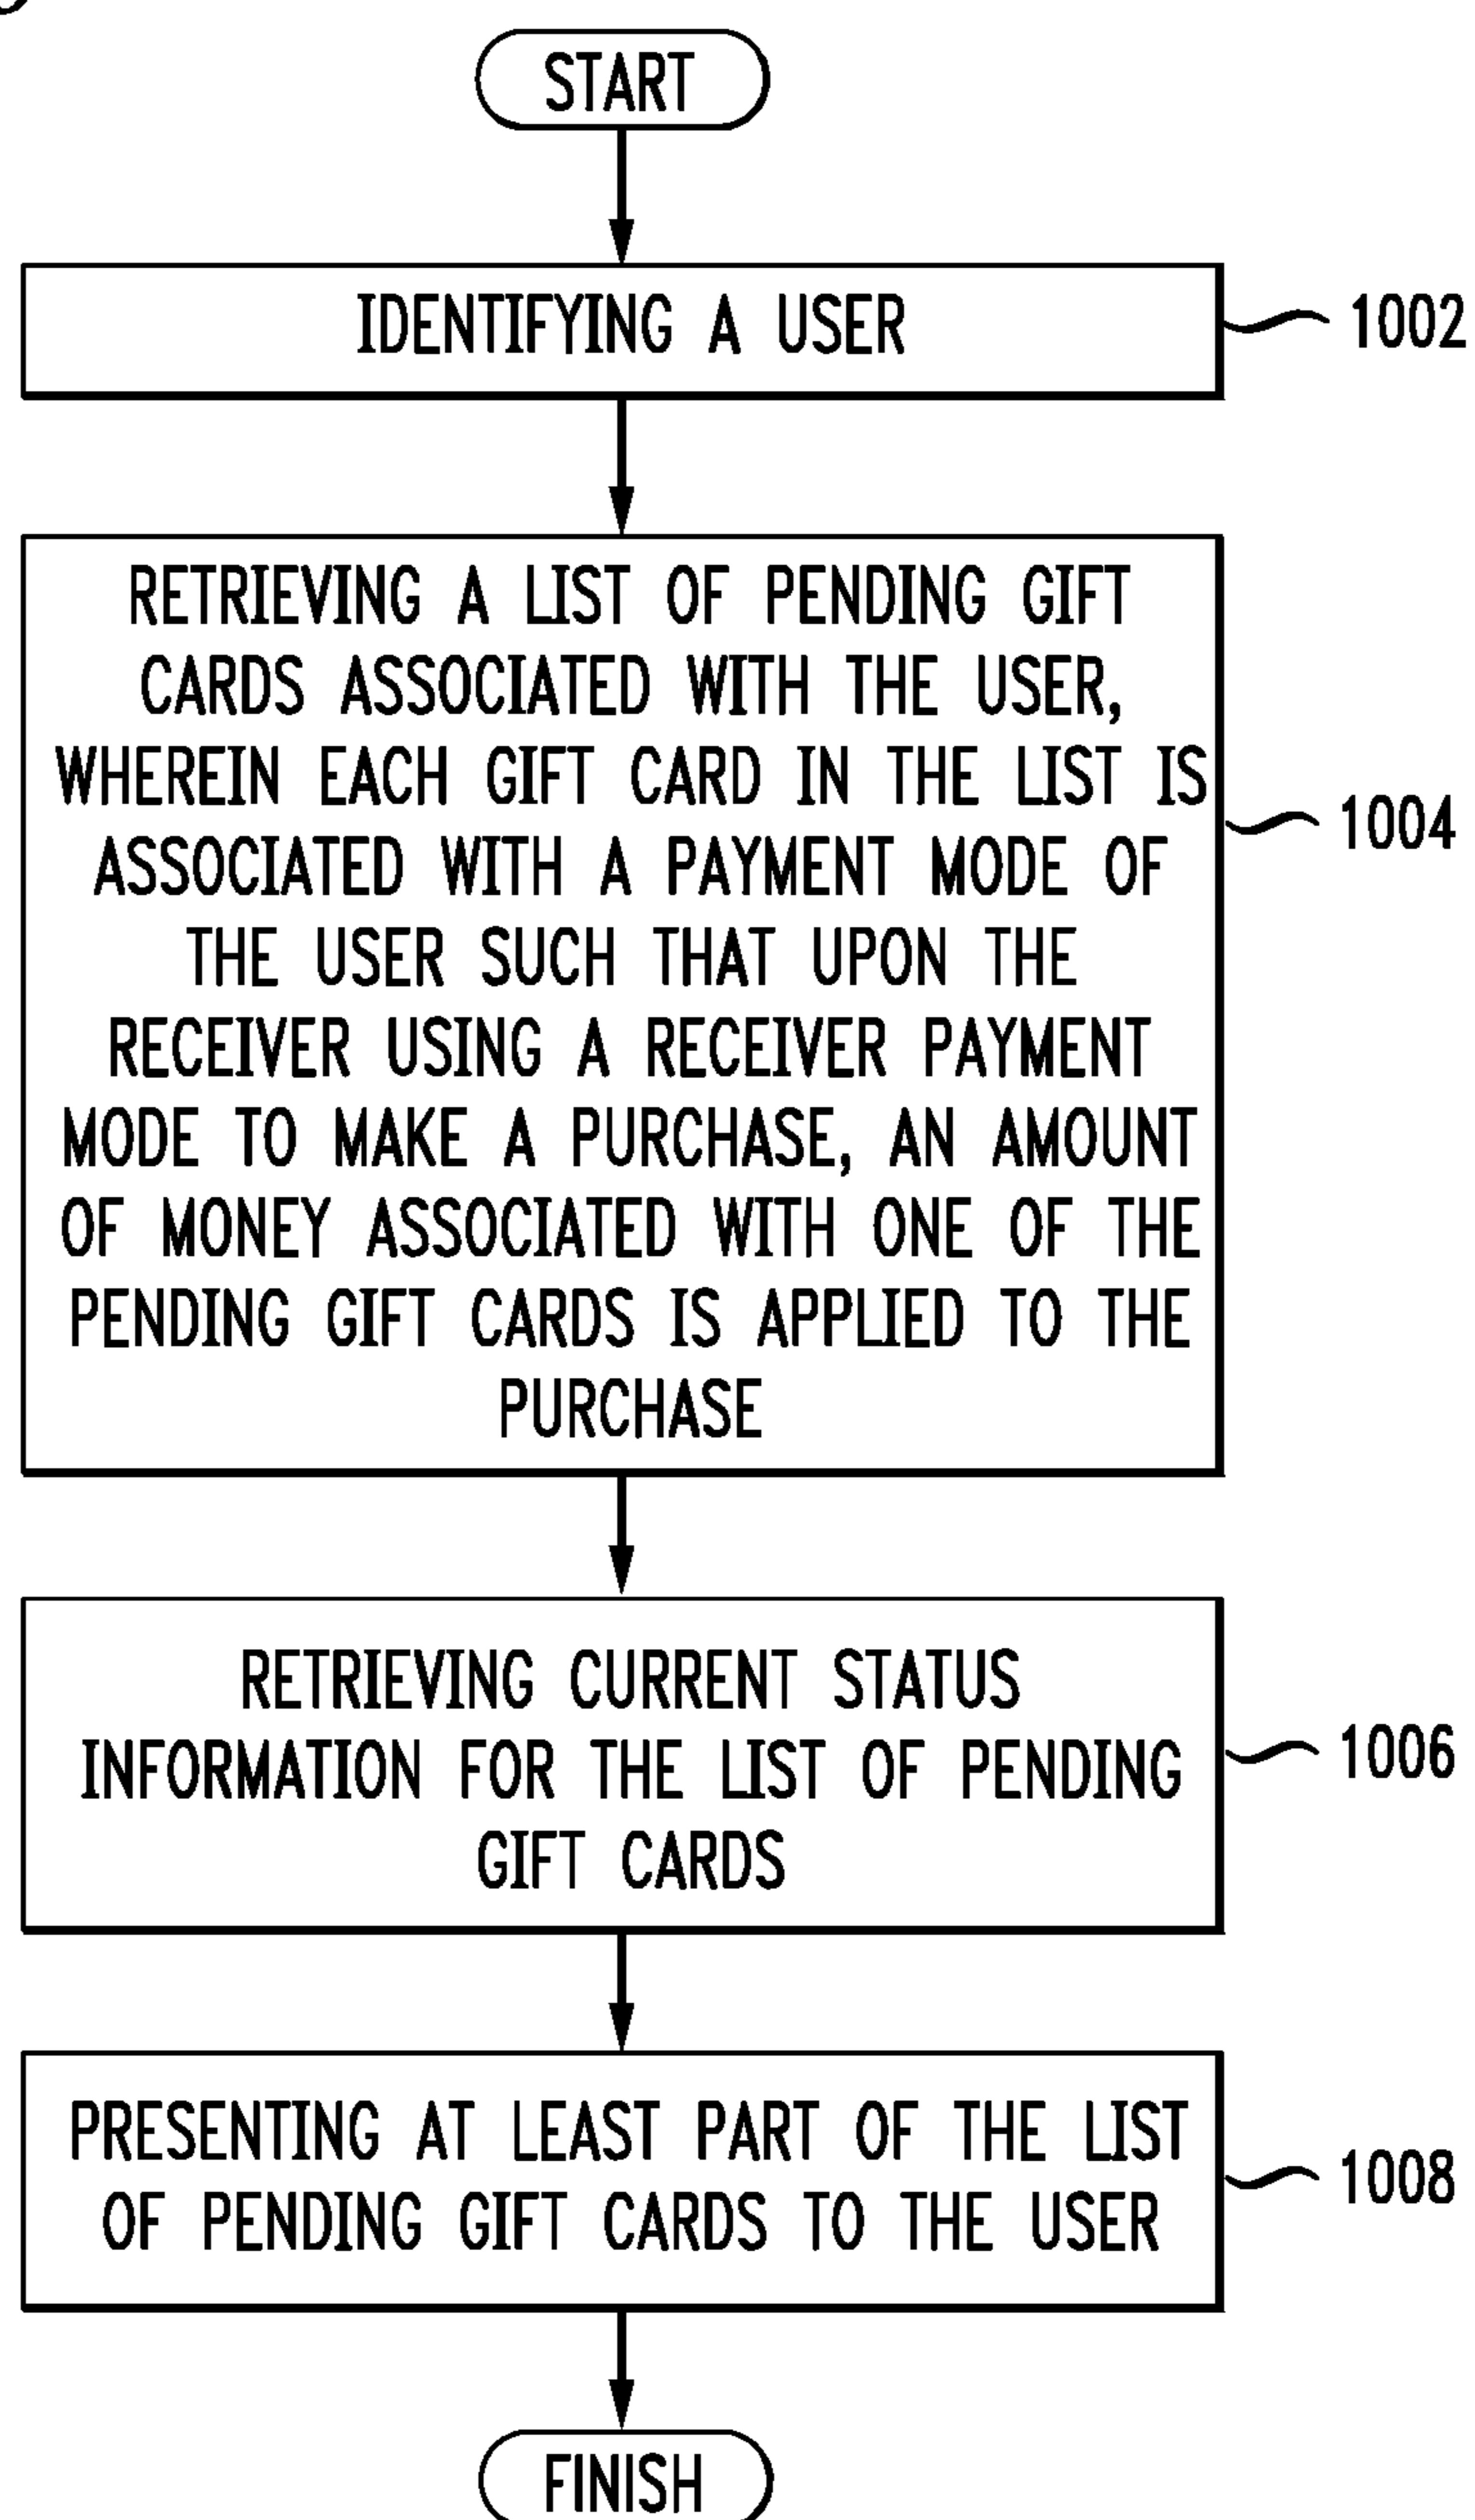 START
IDENTIFYING A USER
1002
RETRIEVING A LIST OF PENDING GIFT
CARDS ASSOCIATED WITH THE USER,
WHEREIN EACH GIFT CARD IN THE LIST IS
ASSOCIATED WITH A PAYMENT MODE OF
THE USER SUCH THAT UPON THE
RECEIVER USING A RECEIVER PAYMENT
MODE TO MAKE A PURCHASE, AN AMOUNT
OF MONEY ASSOCIATED WITH ONE OF THE
PENDING GIFT CARDS IS APPLIED TO THE
PURCHASE
1004
RETRIEVING CURRENT STATUS
INFORMATION FOR THE LIST OF PENDING
GIFT CARDS
1006
PRESENTING AT LEAST PART OF THE LIST
OF PENDING GIFT CARDS TO THE USER
1008
FINISH